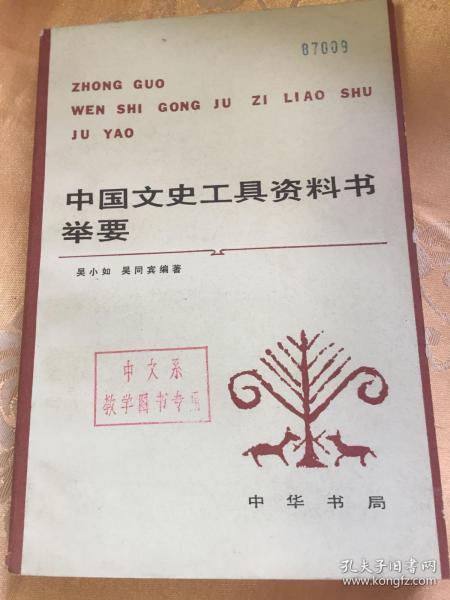 87009
ZHONG GUO
WEN SHI GONG JU ZI LIAO SHU
JU YAO
中国文史工具资料书
举要
吴小如 吴同宾编著
中文系
教学图书专用
中华书局
孔夫子旧书网
www.kongfz.com